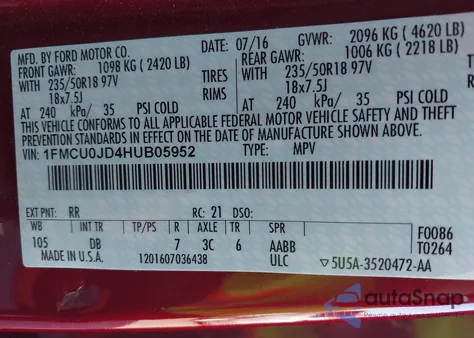 MFD. BY FORD MOTOR CO. DATE: 07/16 GVWR: 2096 KG (4620 LB)
FRONT GAWR: 1098 KG (2420 LB) REAR GAWR: 1006 KG (2218 LB)
WITH 235/50R18 97V TIRES WITH 235/50R18 97V
18x7.5J RIMS 18x7.5J
AT 240 kPa/ 35 PSI COLD AT 240 kPa/ 35 PSI COLD
THIS VEHICLE CONFORMS TO ALL APPLICABLE FEDERAL MOTOR VEHICLE SAFETY AND THEFT
PREVENTION STANDARDS IN EFFECT ON THE DATE OF MANUFACTURE SHOWN ABOVE.
VIN: 1FMCU0JD4HUB05952 TYPE: MPV
EXT PNT: RR RC: 21 DSO:
WB INT TR TP/PS R AXLE TR SPR F0086
105 DB 7 3C 6 AABB T0264
MADE IN U.S.A. 1201607036438 ULC ▽5U5A-3520472-AA
autoSnap